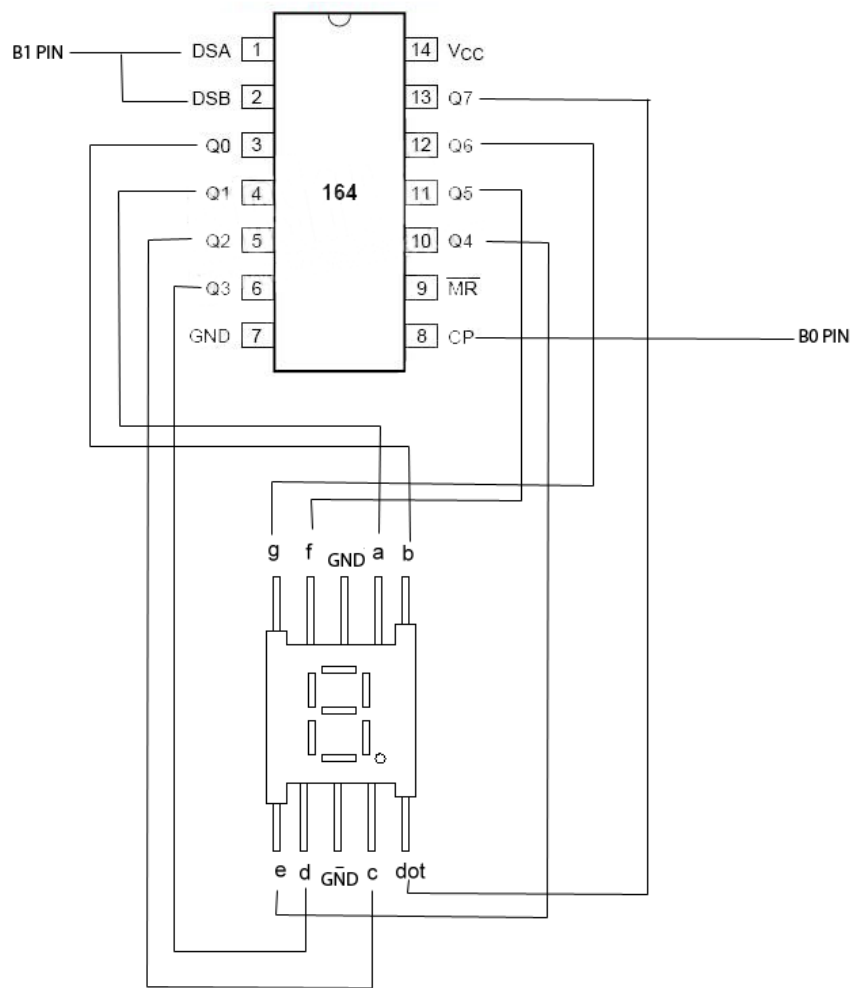 B1 PIN DSA 1 14 VCC
DSB 2 13 Q7
Q0 3 12 Q6
Q1 4 164 11 Q5
Q2 5 10 Q4
Q3 6 9 MR
GND 7 8 CP B0 PIN
g f GND a b
e d GND c dot